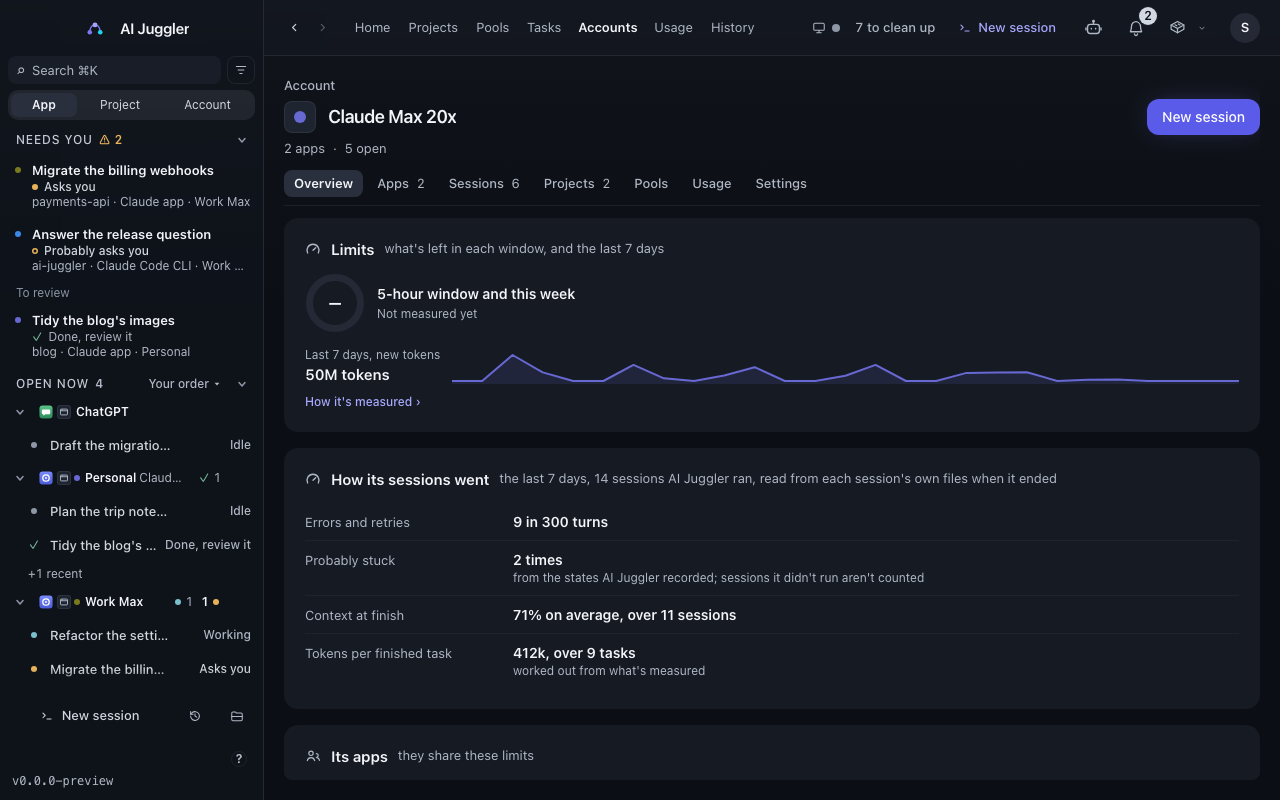 AI Juggler
Search ⌘K
App Project Account
NEEDS YOU 2
Migrate the billing webhooks
Asks you
payments-api · Claude app · Work Max
Answer the release question
Probably asks you
ai-juggler · Claude Code CLI · Work ...
To review
Tidy the blog's images
Done, review it
blog · Claude app · Personal
OPEN NOW 4 Your order
ChatGPT
Draft the migratio... Idle
Personal Claud... 1
Plan the trip note... Idle
Tidy the blog's ... Done, review it
+1 recent
Work Max 1 1
Refactor the setti... Working
Migrate the billin... Asks you
New session
?
v0.0.0-preview
Home Projects Pools Tasks Accounts Usage History
7 to clean up New session 2 S
Account
Claude Max 20x
New session
2 apps · 5 open
Overview Apps 2 Sessions 6 Projects 2 Pools Usage Settings
Limits what's left in each window, and the last 7 days
–
5-hour window and this week
Not measured yet
Last 7 days, new tokens
50M tokens
How it's measured ›
How its sessions went the last 7 days, 14 sessions AI Juggler ran, read from each session's own files when it ended
Errors and retries 9 in 300 turns
Probably stuck 2 times
from the states AI Juggler recorded; sessions it didn't run aren't counted
Context at finish 71% on average, over 11 sessions
Tokens per finished task 412k, over 9 tasks
worked out from what's measured
Its apps they share these limits